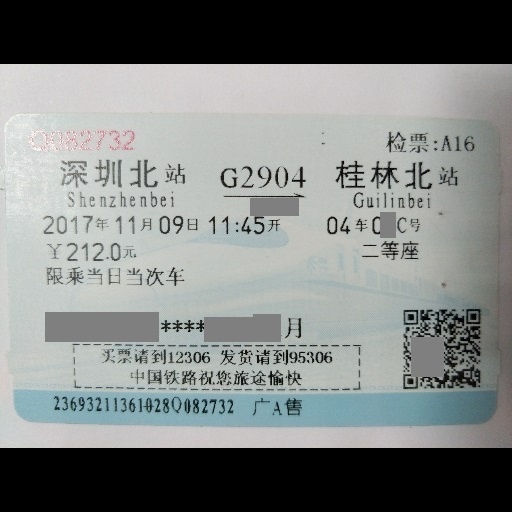 Q082732 检票:A16
深圳北站 G2904 桂林北站
Shenzhenbei Guilinbei
2017年11月09日 11:45开 04车0 C号
￥212.0元 二等座
限乘当日当次车
**** 月
买票请到12306 发货请到95306
中国铁路祝您旅途愉快
23693211361028Q082732 广A售